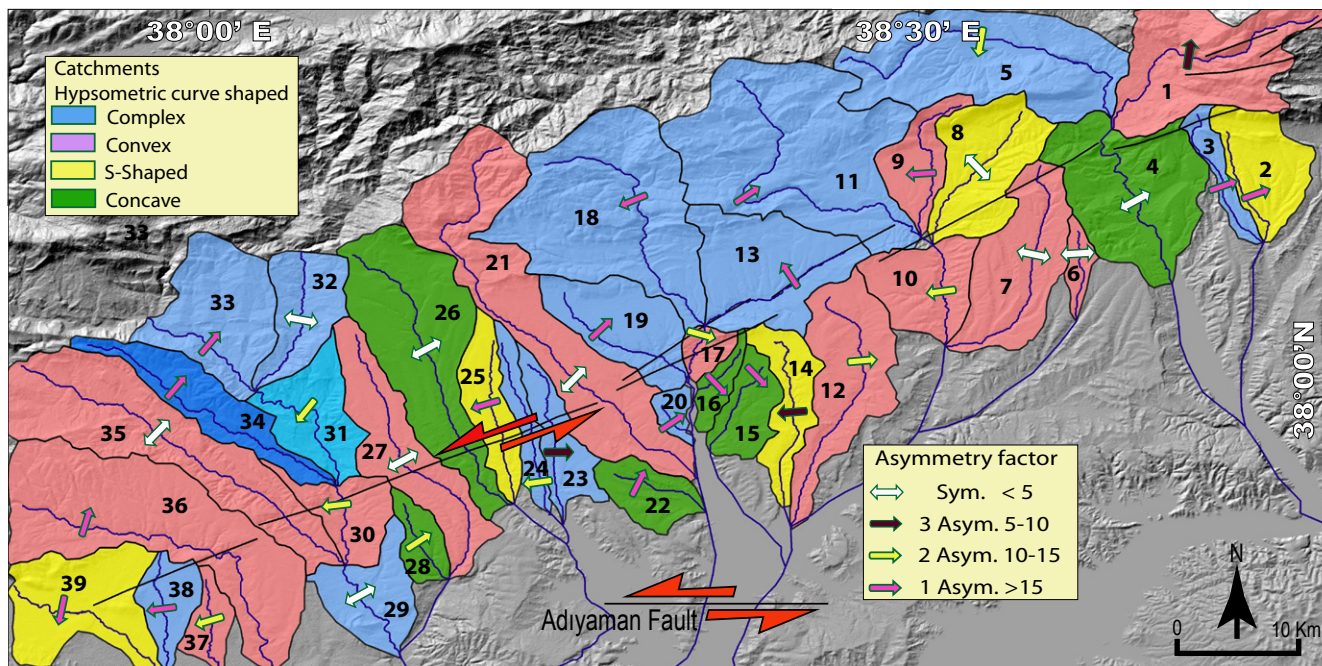 38°00' E
38°30' E
Catchments
Hypsometric curve shaped
Complex
Convex
S-Shaped
Concave
1
2
3
4
5
6
7
8
9
10
11
12
13
14
15
16
17
18
19
20
21
22
23
24
25
26
27
28
29
30
31
32
33
33
34
35
36
37
38
39
38°00'N
Asymmetry factor
Sym. < 5
3 Asym. 5-10
2 Asym. 10-15
1 Asym. >15
Adıyaman Fault
N
0 10 Km